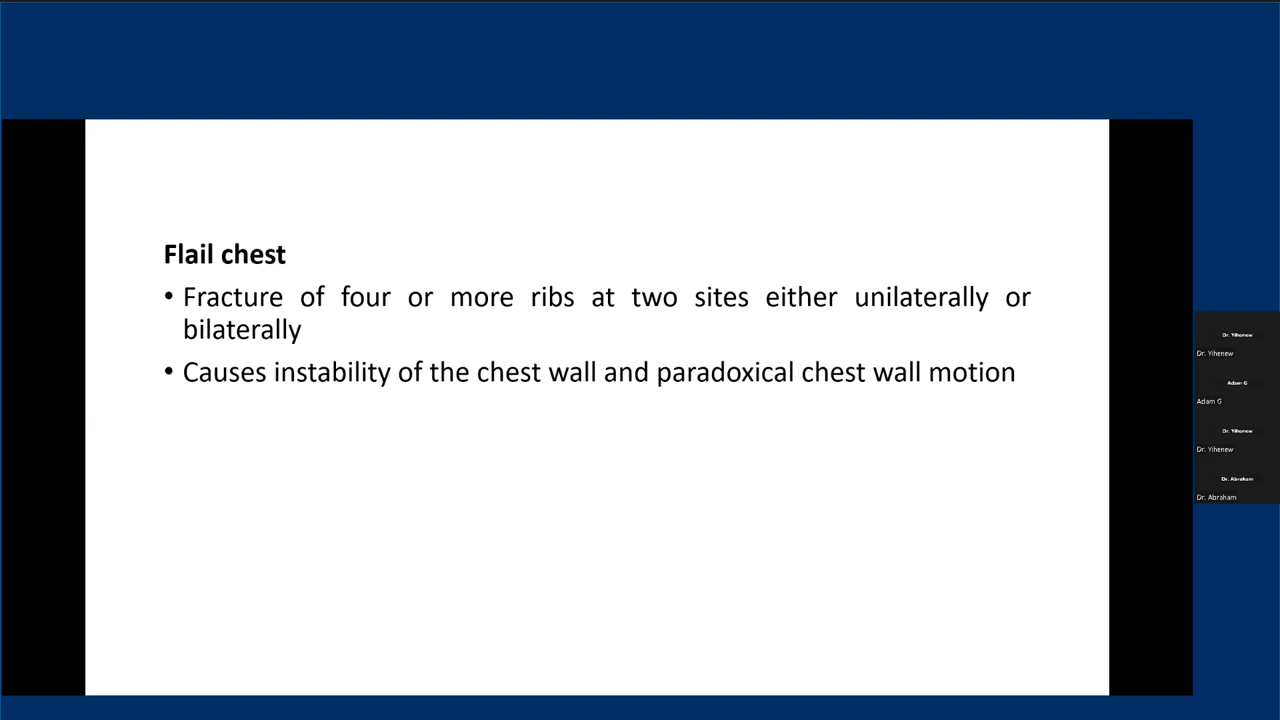 Flail chest
• Fracture of four or more ribs at two sites either unilaterally or
bilaterally
• Causes instability of the chest wall and paradoxical chest wall motion
Dr. Yihenew
Dr. Yihenew
Adam G
Adam G
Dr. Yihenew
Dr. Yihenew
Dr. Abraham
Dr. Abraham